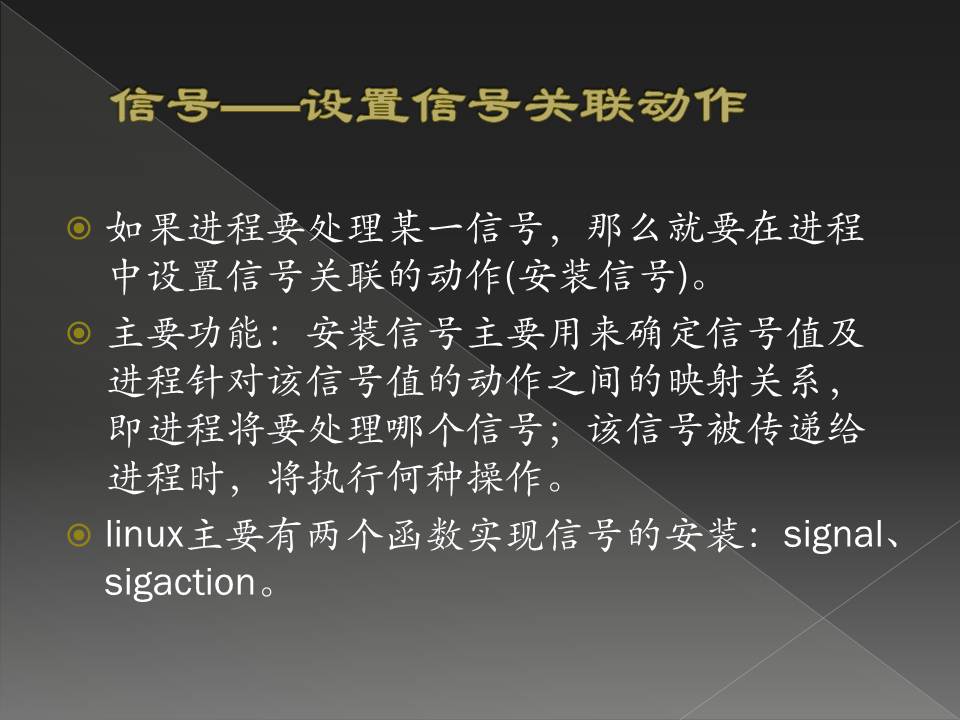 信号——设置信号关联动作
如果进程要处理某一信号，那么就要在进程
中设置信号关联的动作(安装信号)。
主要功能：安装信号主要用来确定信号值及
进程针对该信号值的动作之间的映射关系，
即进程将要处理哪个信号；该信号被传递给
进程时，将执行何种操作。
linux主要有两个函数实现信号的安装：signal、
sigaction。